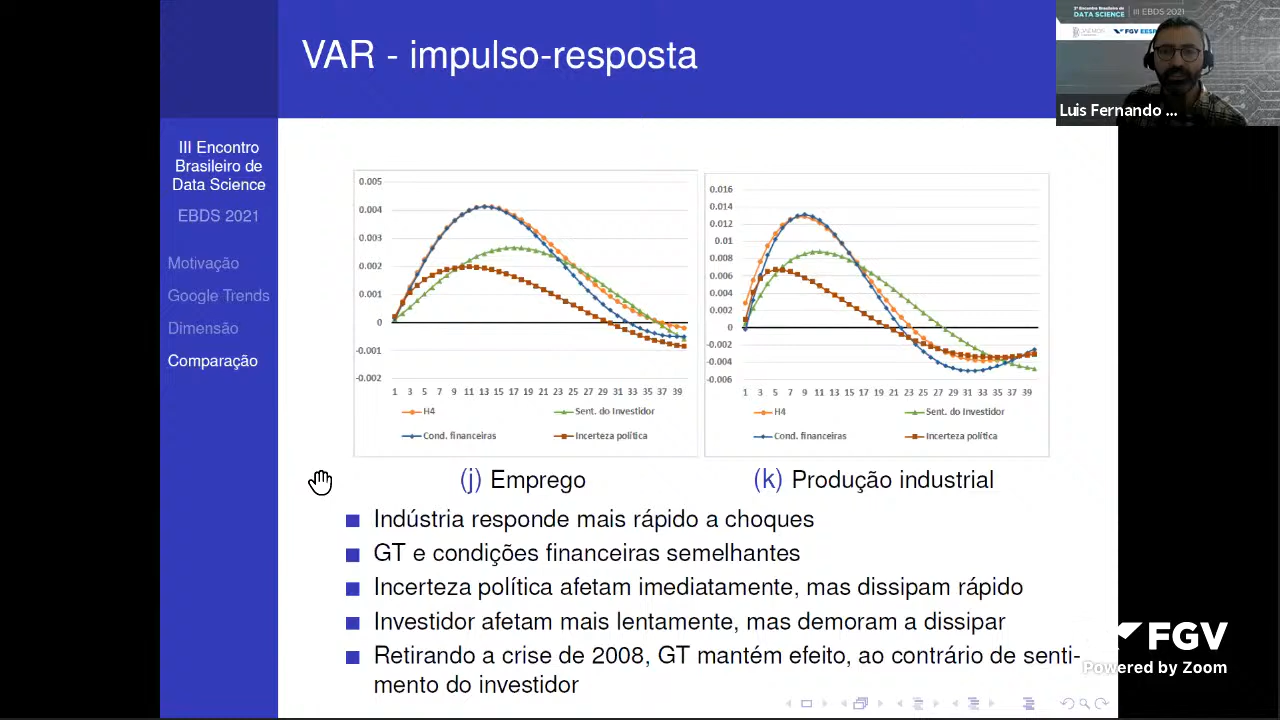 VAR - impulso-resposta
DATA SCIENCE
III EBDS 2021
FGV EESP
Luis Fernando ...
III Encontro
Brasileiro de
Data Science
EBDS 2021
Motivação
Google Trends
Dimensão
Comparação
0.005
0.004
0.003
0.002
0.001
0
-0.001
-0.002
1 3 5 7 9 11 13 15 17 19 21 23 25 27 29 31 33 35 37 39
H4
Sent. do Investidor
Cond. financeiras
Incerteza política
0.016
0.014
0.012
0.01
0.008
0.006
0.004
0.002
0
-0.002
-0.004
-0.006
1 3 5 7 9 11 13 15 17 19 21 23 25 27 29 31 33 35 37 39
H4
Sent. do Investidor
Cond. financeiras
Incerteza política
(j) Emprego
(k) Produção industrial
Indústria responde mais rápido a choques
GT e condições financeiras semelhantes
Incerteza política afetam imediatamente, mas dissipam rápido
Investidor afetam mais lentamente, mas demoram a dissipar
Retirando a crise de 2008, GT mantém efeito, ao contrário de senti-
mento do investidor
FGV
Powered by Zoom